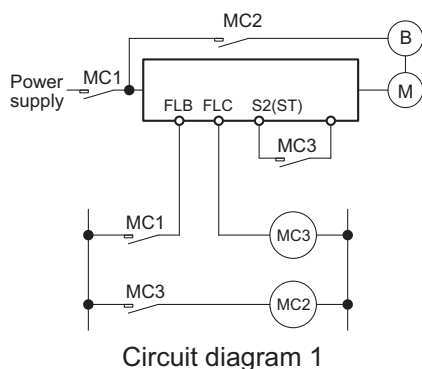 MC2
B
Power
supply
MC1
M
FLB FLC S2(ST)
MC3
MC1
MC3
MC3
MC2
Circuit diagram 1